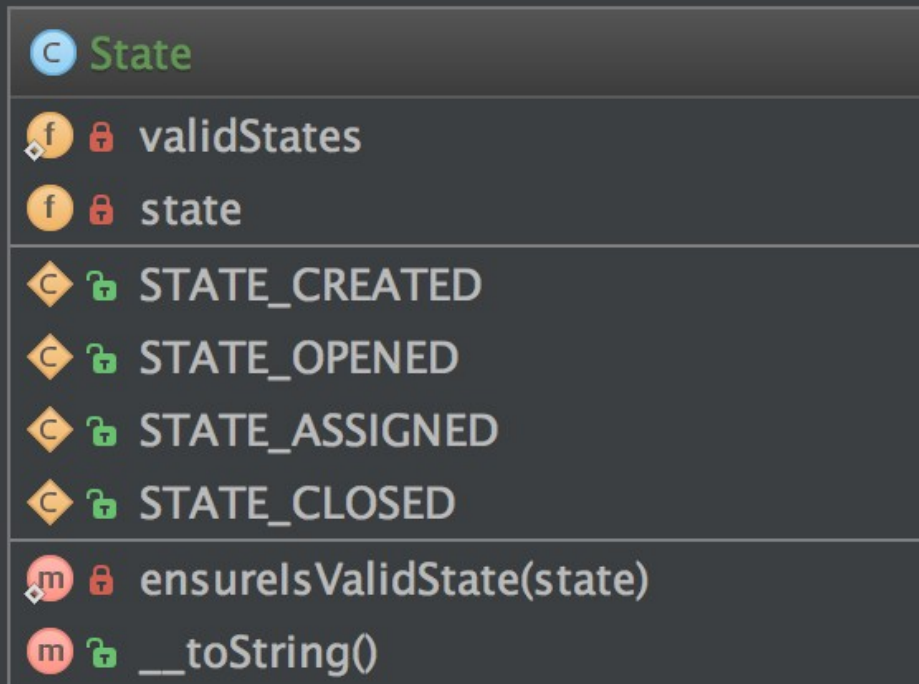 C State
f validStates
f state
C STATE_CREATED
C STATE_OPENED
C STATE_ASSIGNED
C STATE_CLOSED
m ensureIsValidState(state)
m __toString()